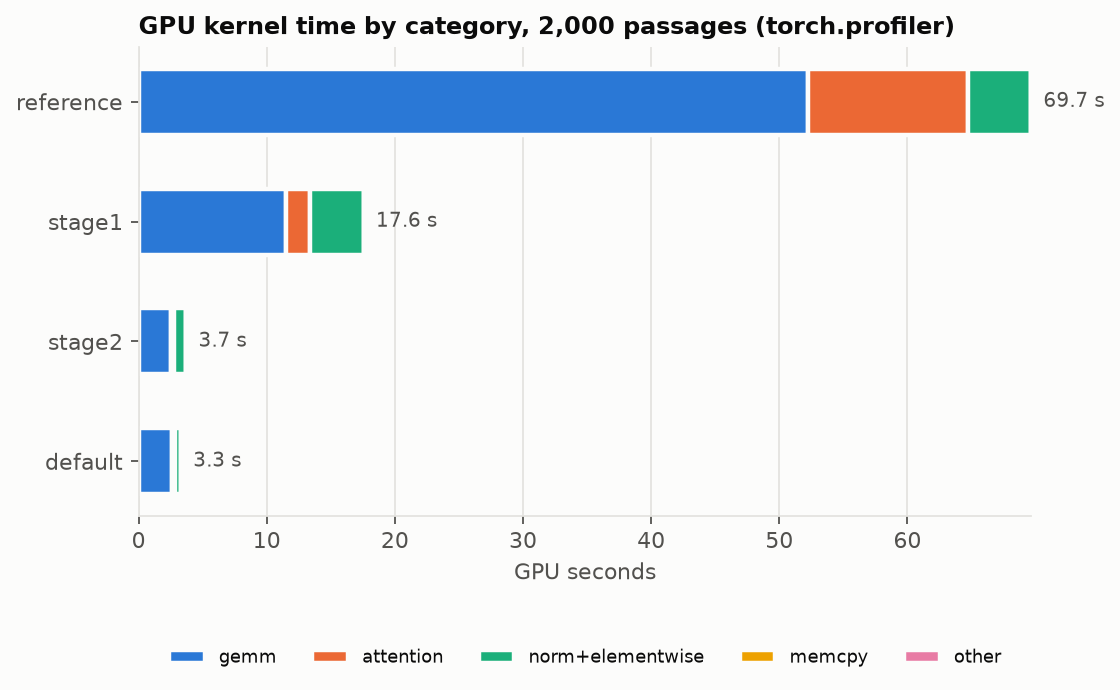 GPU kernel time by category, 2,000 passages (torch.profiler)
reference 69.7 s
stage1 17.6 s
stage2 3.7 s
default 3.3 s
0 10 20 30 40 50 60
GPU seconds
gemm attention norm+elementwise memcpy other